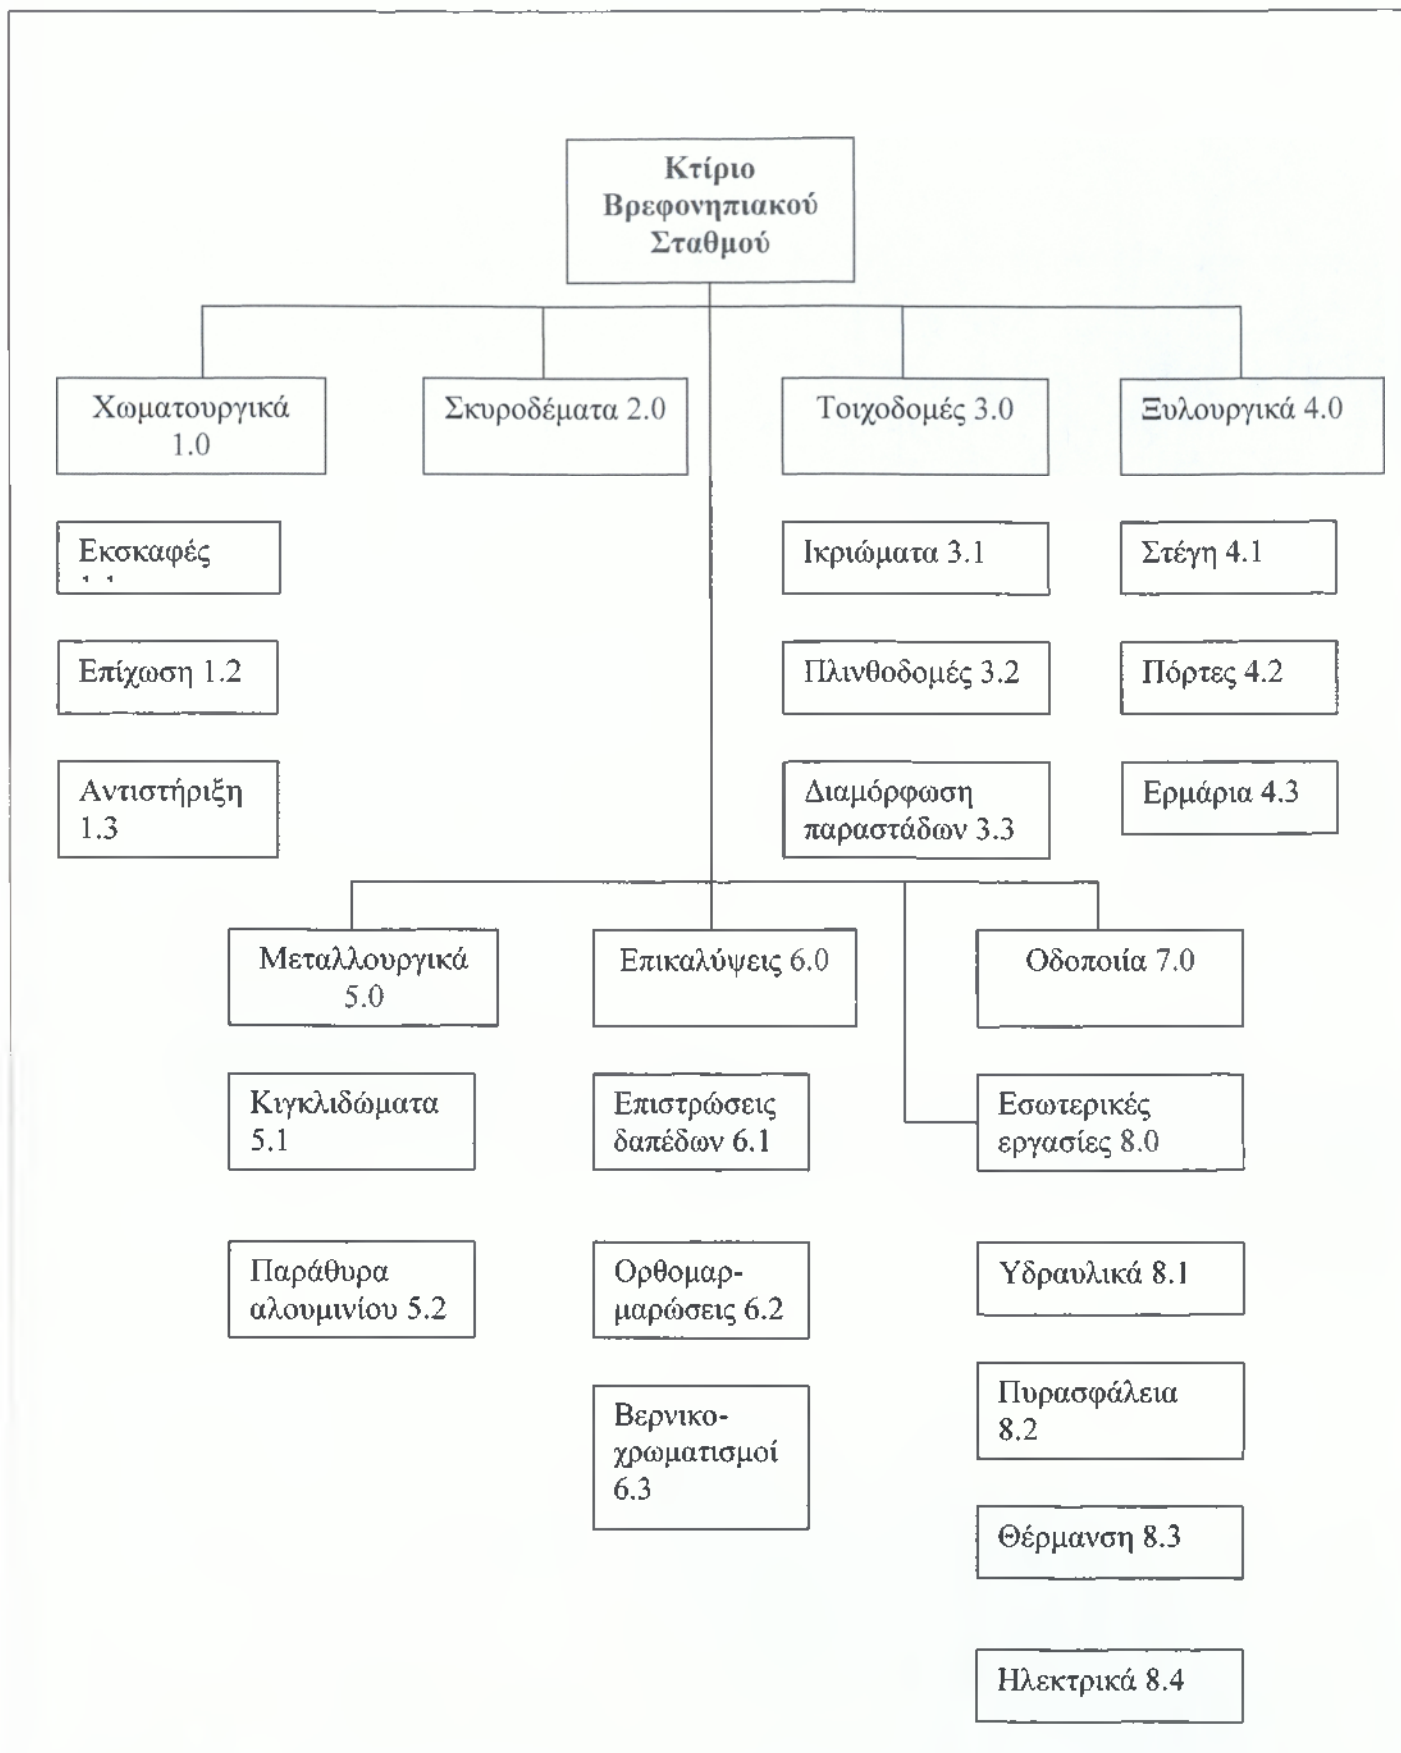 Κτίριο
Βρεφονηπιακού
Σταθμού
Χωματουργικά
1.0
Σκυροδέματα 2.0
Τοιχοδομές 3.0
Ξυλουργικά 4.0
Εκσκαφές
Ικριώματα 3.1
Στέγη 4.1
Επίχωση 1.2
Πλινθοδομές 3.2
Πόρτες 4.2
Αντιστήριξη
1.3
Διαμόρφωση
παραστάδων 3.3
Ερμάρια 4.3
Μεταλλουργικά
5.0
Επικαλύψεις 6.0
Οδοποιία 7.0
Κιγκλιδώματα
5.1
Επιστρώσεις
δαπέδων 6.1
Εσωτερικές
εργασίες 8.0
Παράθυρα
αλουμινίου 5.2
Ορθομαρ-
μαρώσεις 6.2
Υδραυλικά 8.1
Βερνικο-
χρωματισμοί
6.3
Πυρασφάλεια
8.2
Θέρμανση 8.3
Ηλεκτρικά 8.4